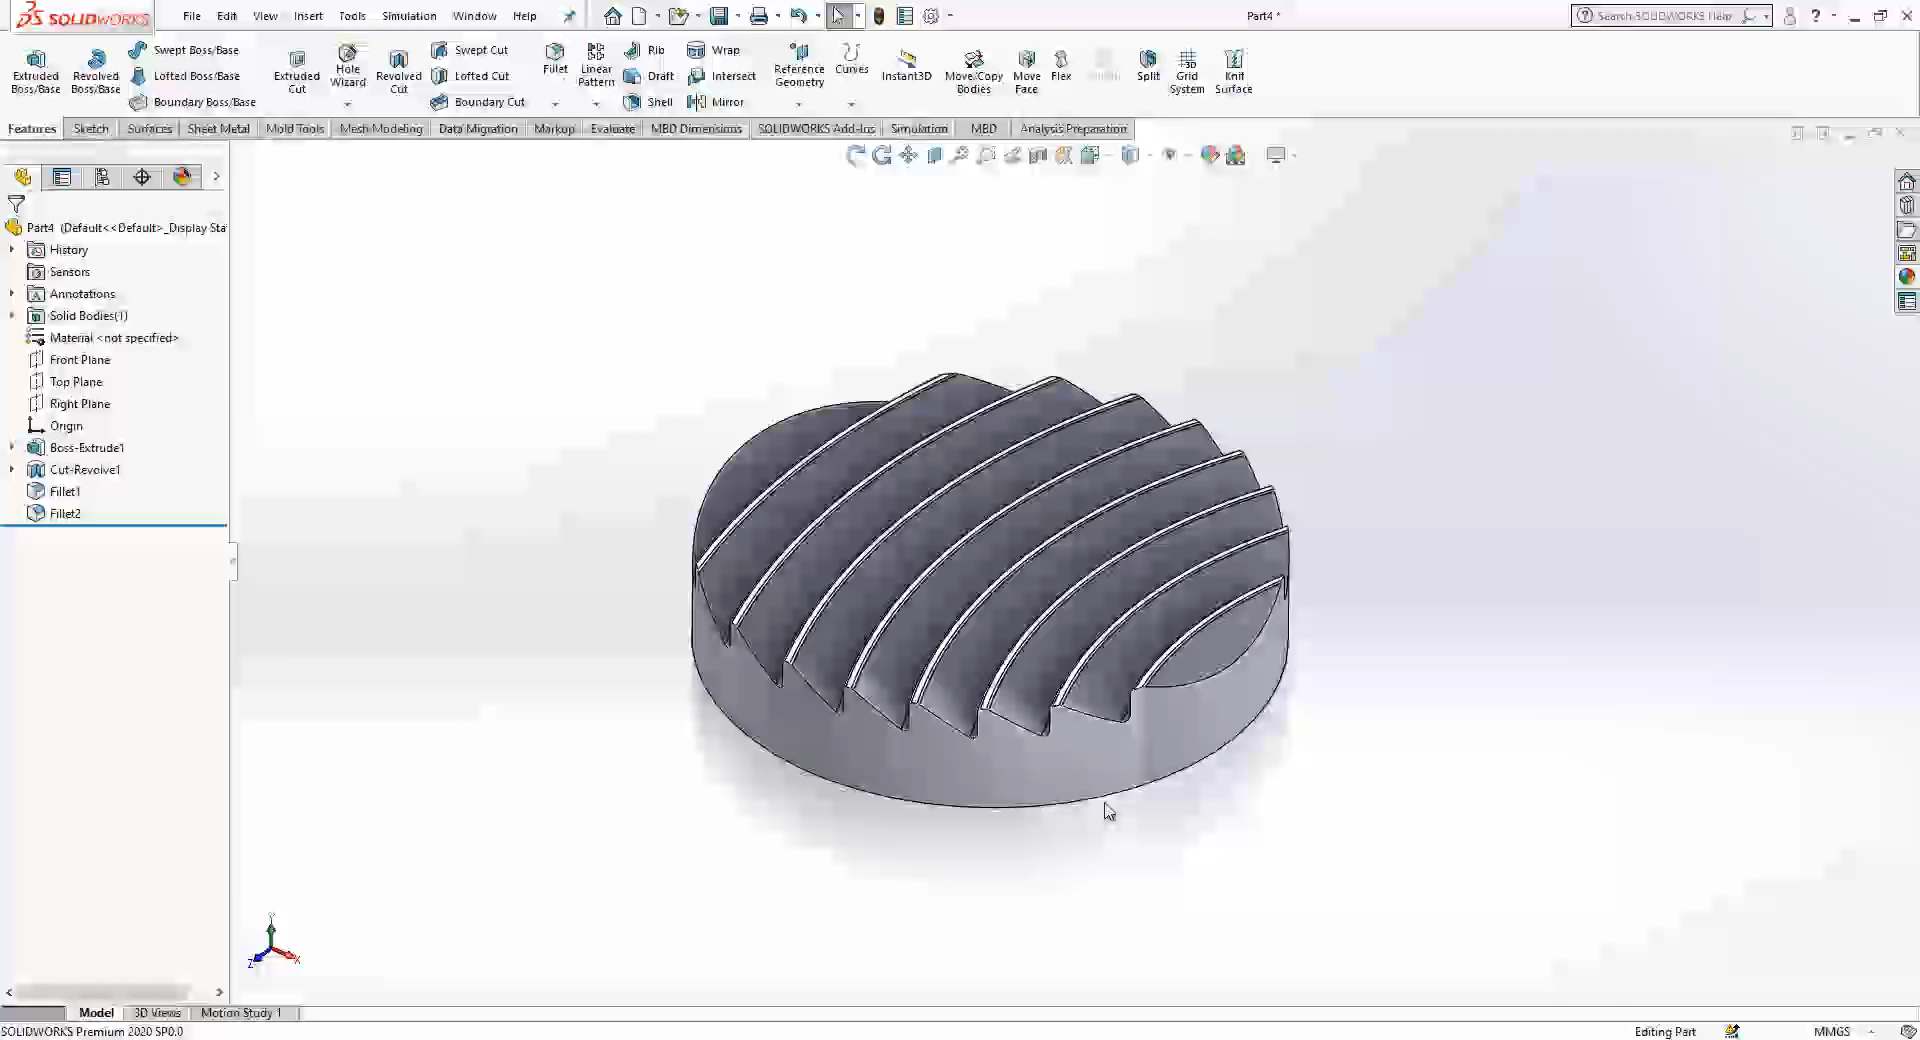 SOLIDWORKS
File Edit View Insert Tools Simulation Window Help
Part4 *
Search SOLIDWORKS Help
Extruded Boss/Base
Revolved Boss/Base
Swept Boss/Base
Lofted Boss/Base
Boundary Boss/Base
Extruded Cut
Hole Wizard
Revolved Cut
Swept Cut
Lofted Cut
Boundary Cut
Fillet
Linear Pattern
Rib
Draft
Shell
Wrap
Intersect
Mirror
Reference Geometry
Curves
Instant3D
Move/Copy Bodies
Move Face
Flex
Split
Grid System
Knit Surface
Features Sketch Surfaces Sheet Metal Mold Tools Mesh Modeling Data Migration Markup Evaluate MBD Dimensions SOLIDWORKS Add-Ins Simulation MBD Analysis Preparation
Part4 (Default<<Default>_Display Sta
History
Sensors
Annotations
Solid Bodies(1)
Material <not specified>
Front Plane
Top Plane
Right Plane
Origin
Boss-Extrude1
Cut-Revolve1
Fillet1
Fillet2
Y
Z
X
Model 3D Views Motion Study 1
SOLIDWORKS Premium 2020 SP0.0
Editing Part
MMGS